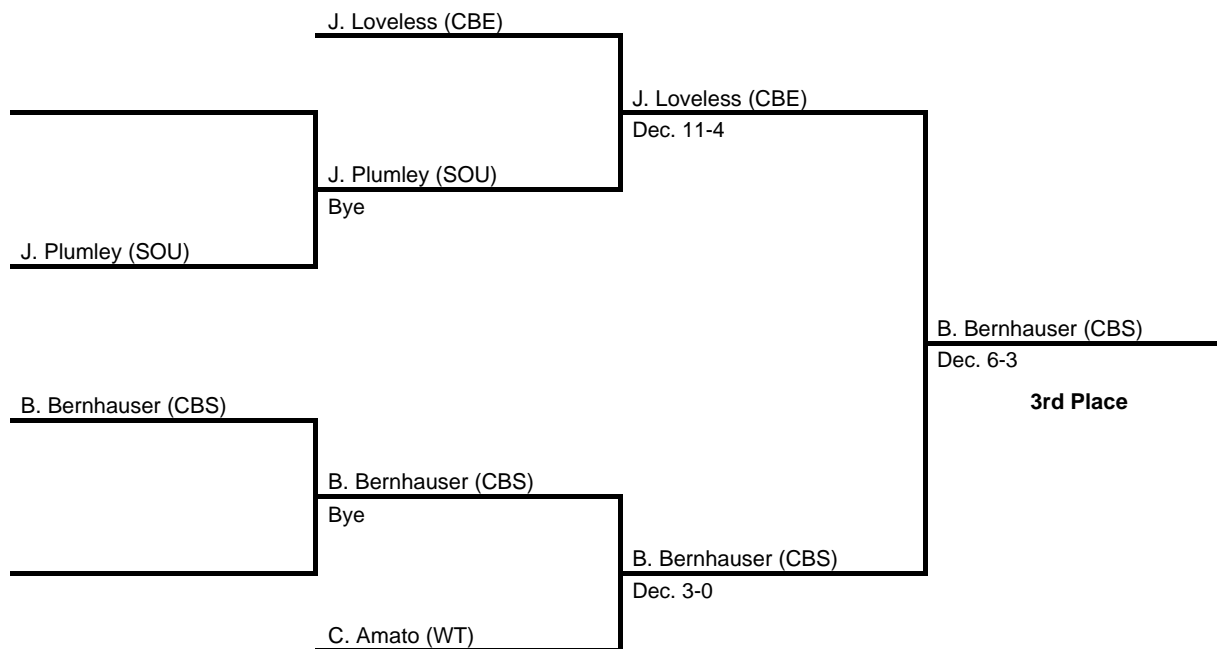 J. Loveless (CBE)
J. Loveless (CBE)
Dec. 11-4
J. Plumley (SOU)
Bye
J. Plumley (SOU)
B. Bernhauser (CBS)
Dec. 6-3
3rd Place
B. Bernhauser (CBS)
B. Bernhauser (CBS)
Bye
B. Bernhauser (CBS)
Dec. 3-0
C. Amato (WT)